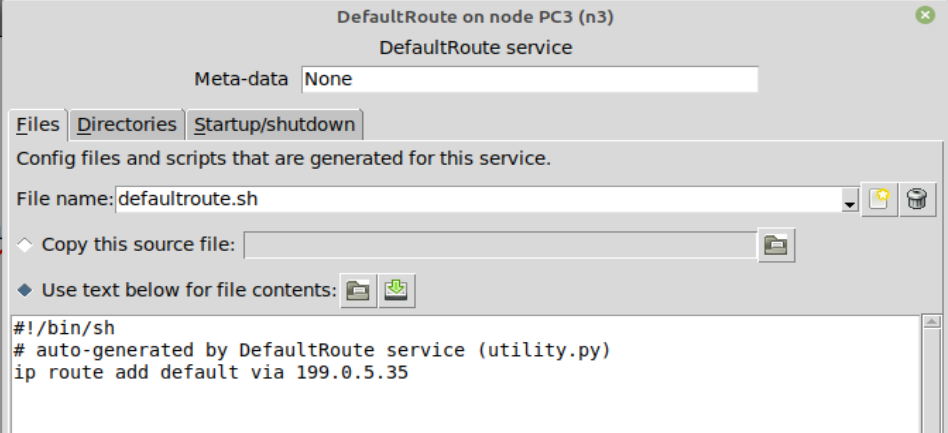 DefaultRoute on node PC3 (n3)
DefaultRoute service
Meta-data None
Files Directories Startup/shutdown
Config files and scripts that are generated for this service.
File name: defaultroute.sh
Copy this source file:
Use text below for file contents:
#!/bin/sh
# auto-generated by DefaultRoute service (utility.py)
ip route add default via 199.0.5.35